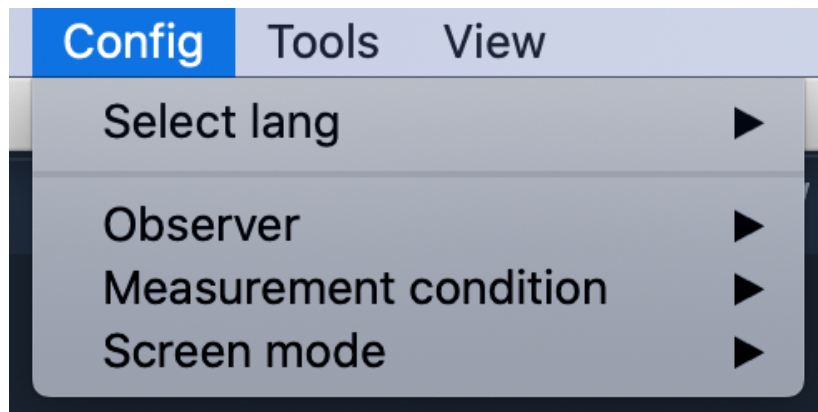 Config Tools View
Select lang
Observer
Measurement condition
Screen mode